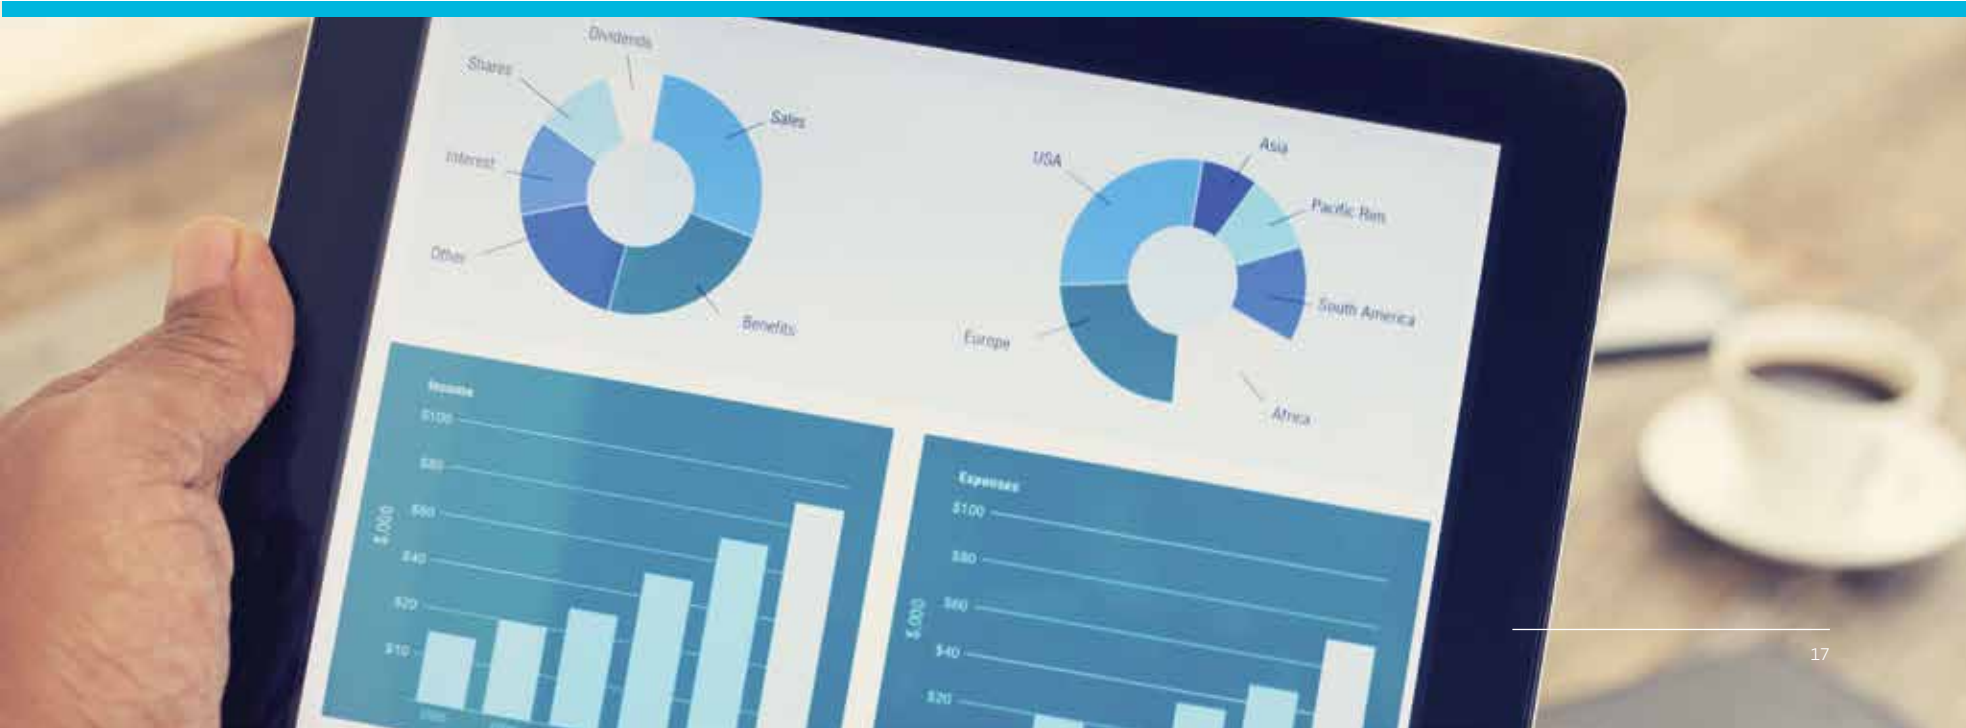 Dividends
Shares
Sales
Interest
Other
Benefits
Asia
USA
Pacific Rim
South America
Europe
Africa
Income
$100
$80
$60
$40
$20
$10
$,000
Expenses
$100
$80
$60
$40
$20
$,000
17